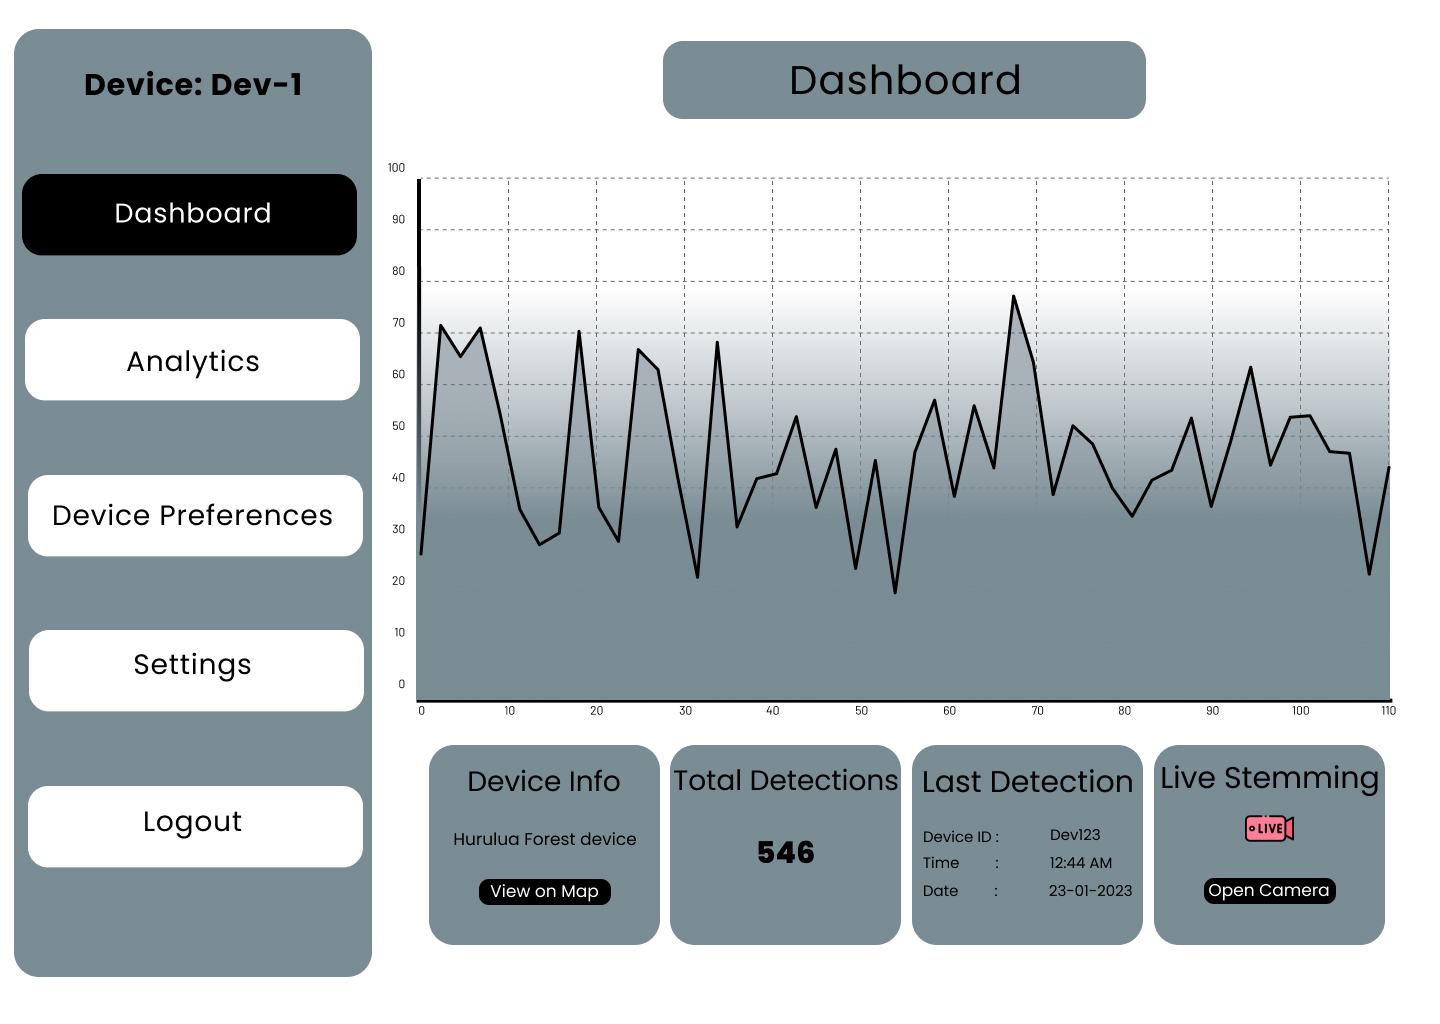 Device: Dev-1
Dashboard
Analytics
Device Preferences
Settings
Logout
Dashboard
100
90
80
70
60
50
40
30
20
10
0
0 10 20 30 40 50 60 70 80 90 100 110
Device Info
Hurulua Forest device
View on Map
Total Detections
546
Last Detection
Device ID : Dev123
Time : 12:44 AM
Date : 23-01-2023
Live Stemming
LIVE
Open Camera